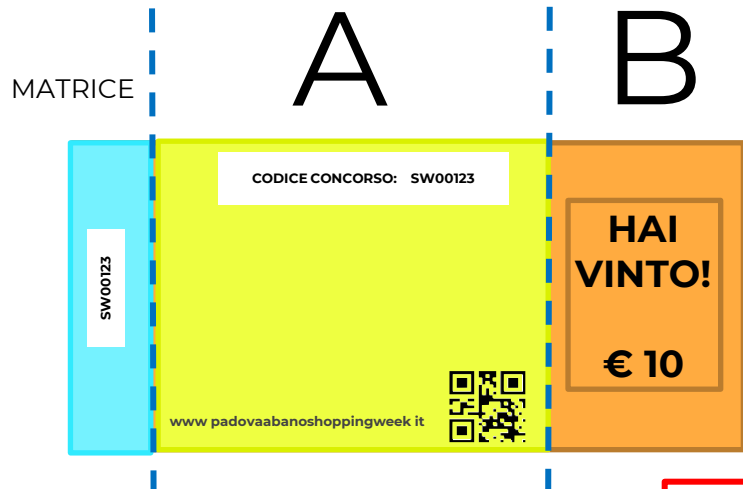 A
B
MATRICE
CODICE CONCORSO: SW00123
SW00123
HAI
VINTO!
€ 10
www padovaabanoshoppingweek it